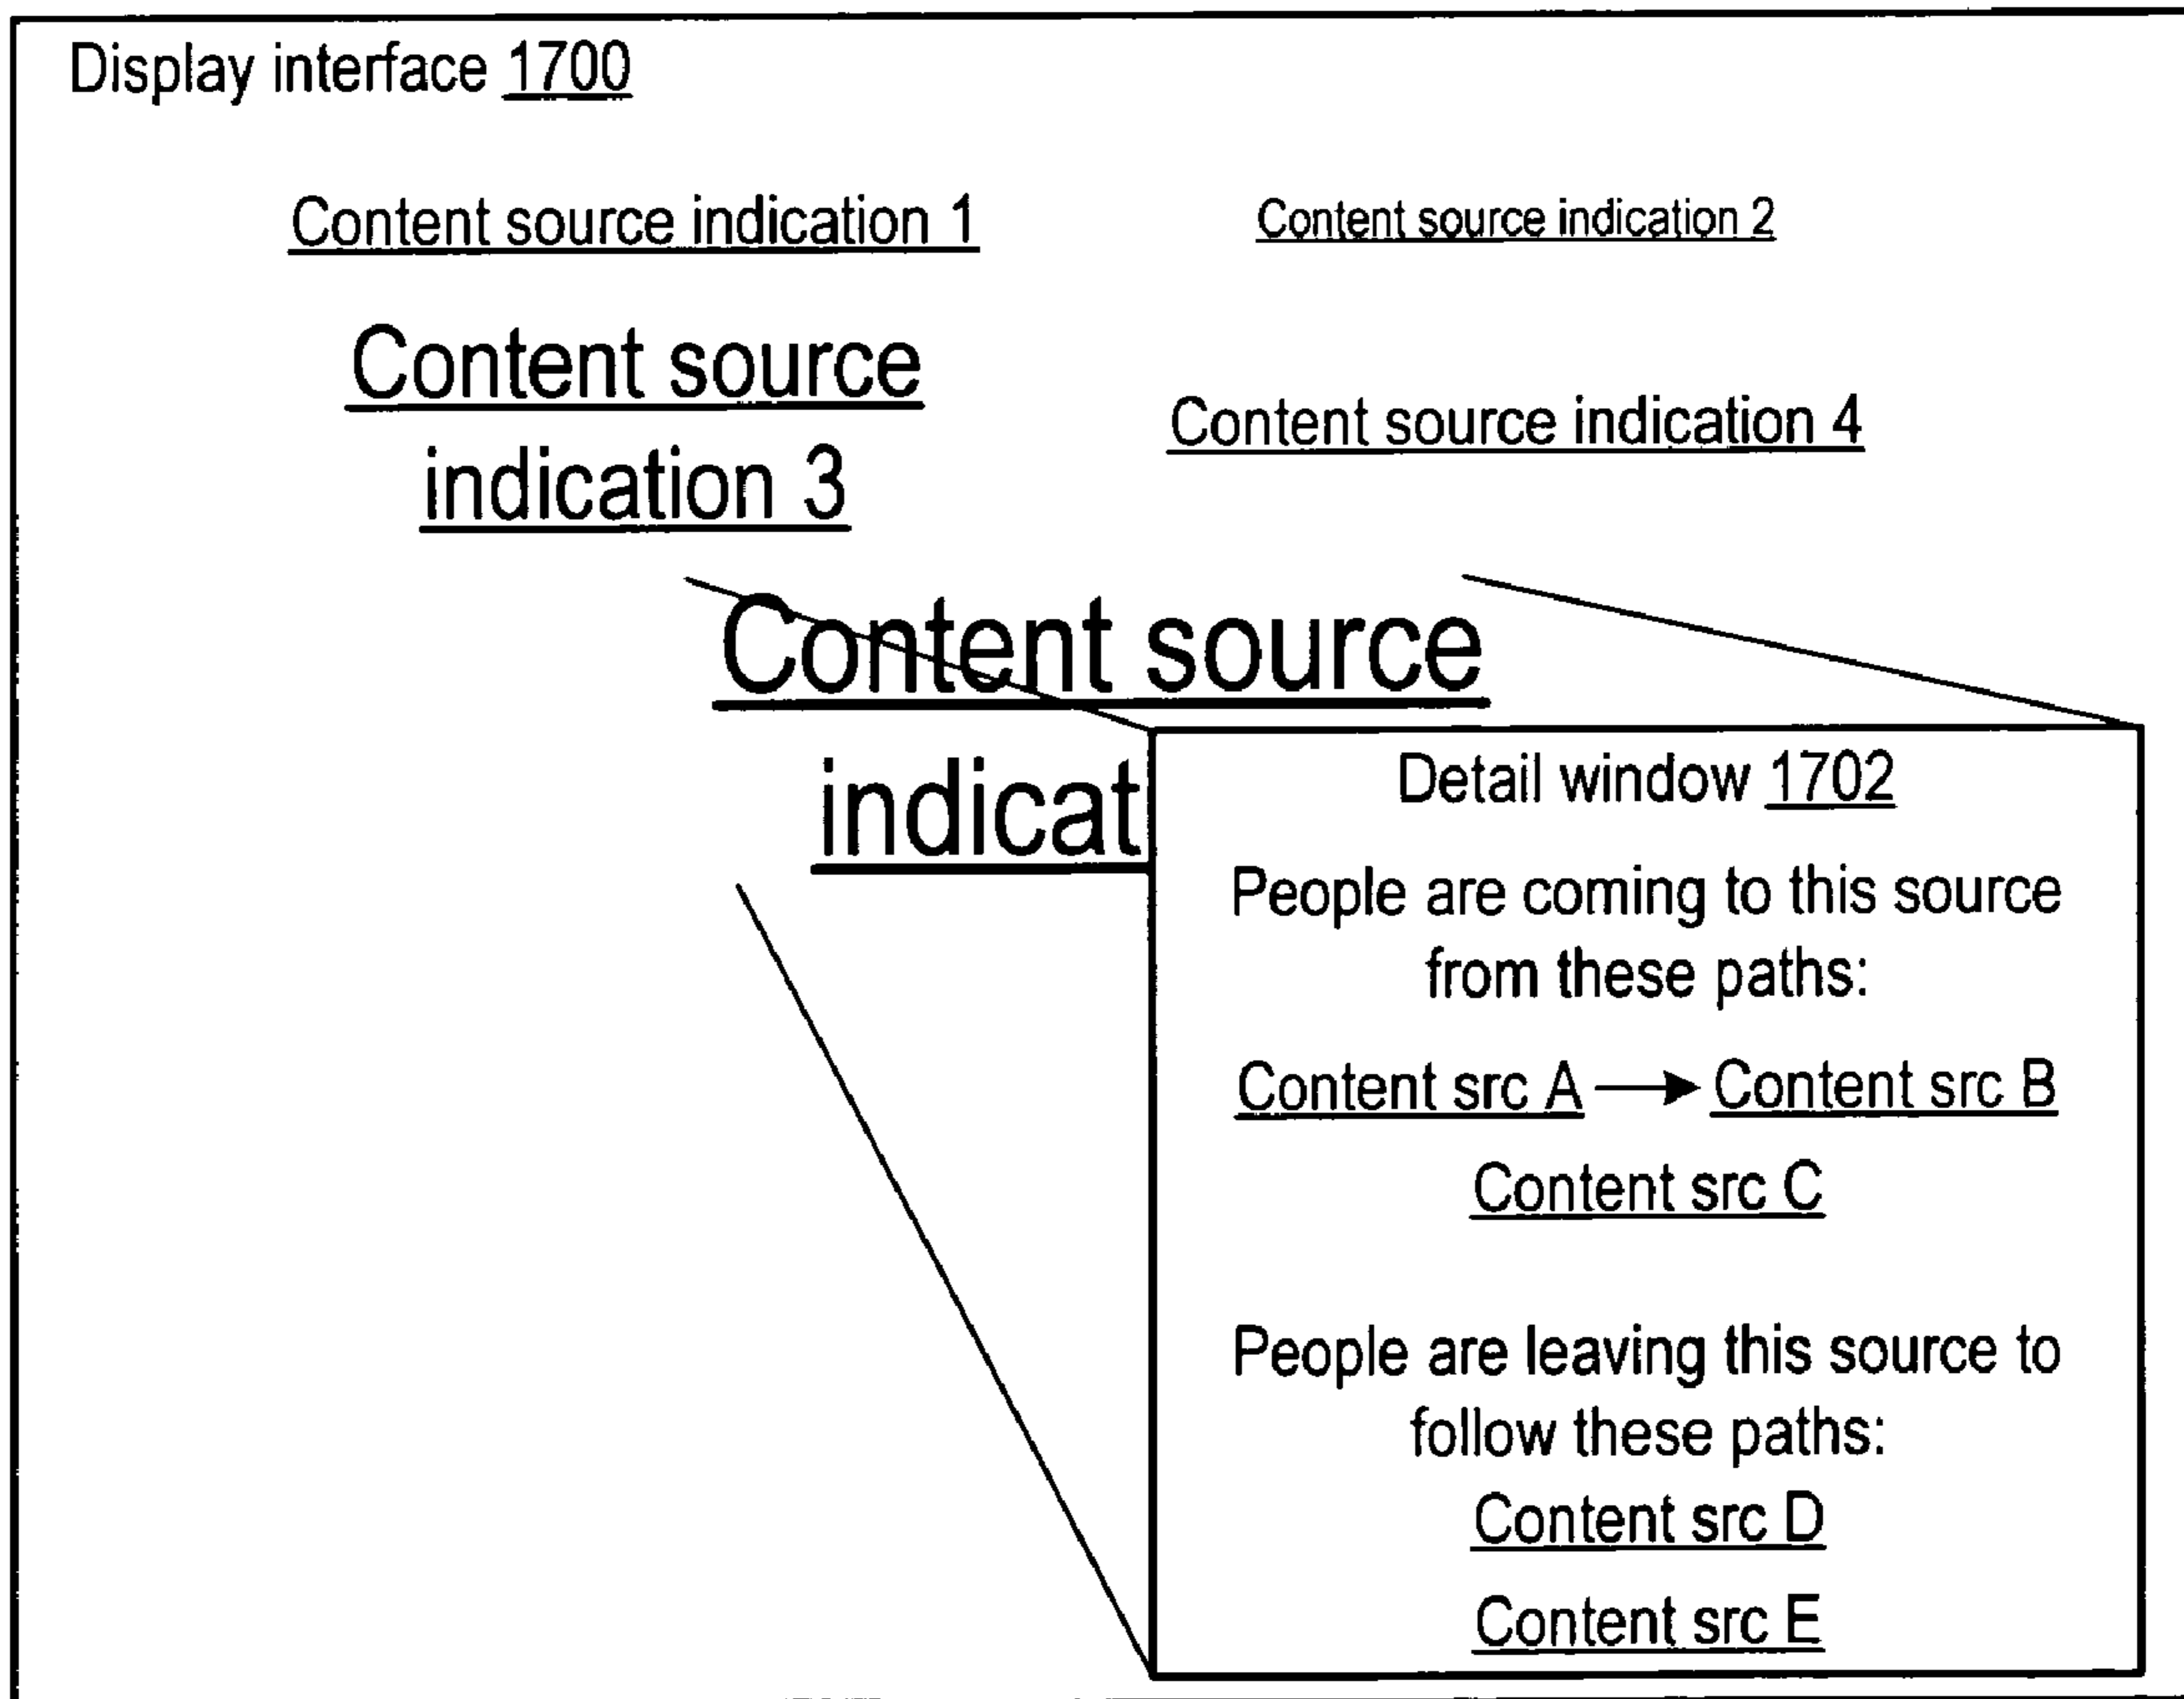 Display interface 1700
Content source indication 1
Content source indication 2
Content source
indication 3
Content source indication 4
Content source
indicat
Detail window 1702
People are coming to this source
from these paths:
Content src A → Content src B
Content src C
People are leaving this source to
follow these paths:
Content src D
Content src E